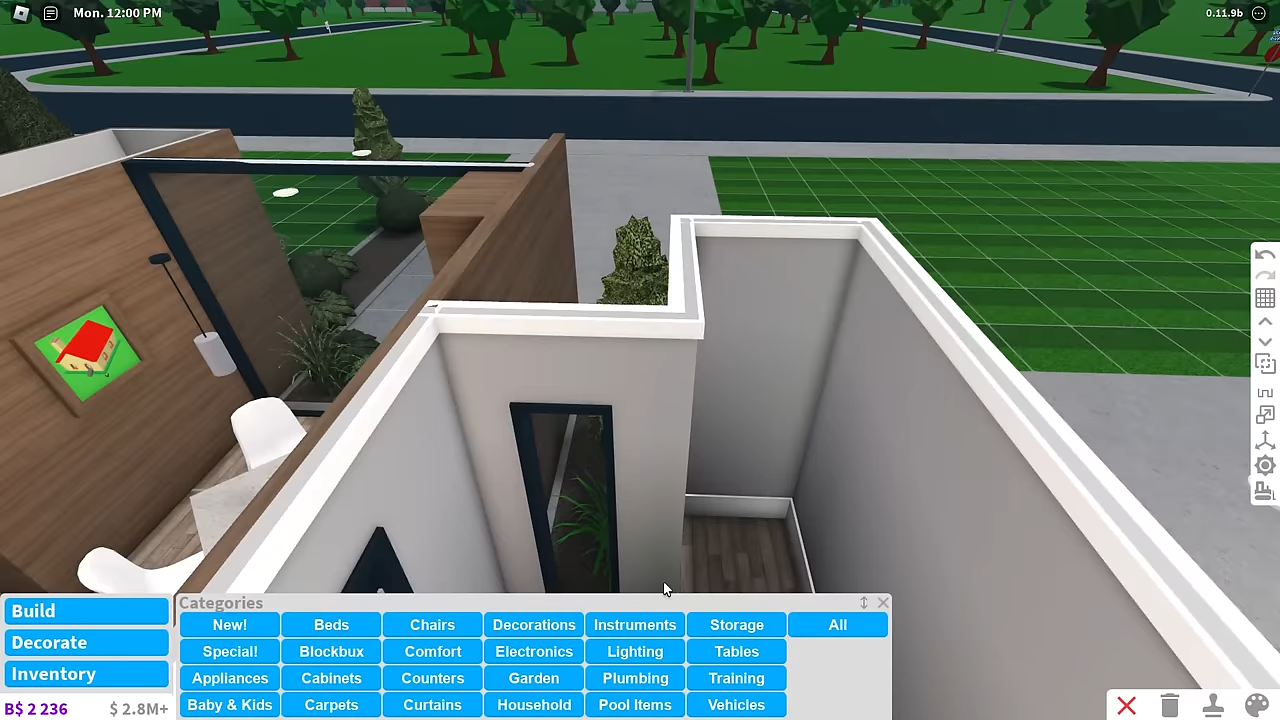 Mon. 12:00 PM
0.11.9b
Categories
New! Beds Chairs Decorations Instruments Storage All
Special! Blockbux Comfort Electronics Lighting Tables
Appliances Cabinets Counters Garden Plumbing Training
Baby & Kids Carpets Curtains Household Pool Items Vehicles
Build
Decorate
Inventory
B$ 2 236 $ 2.8M+